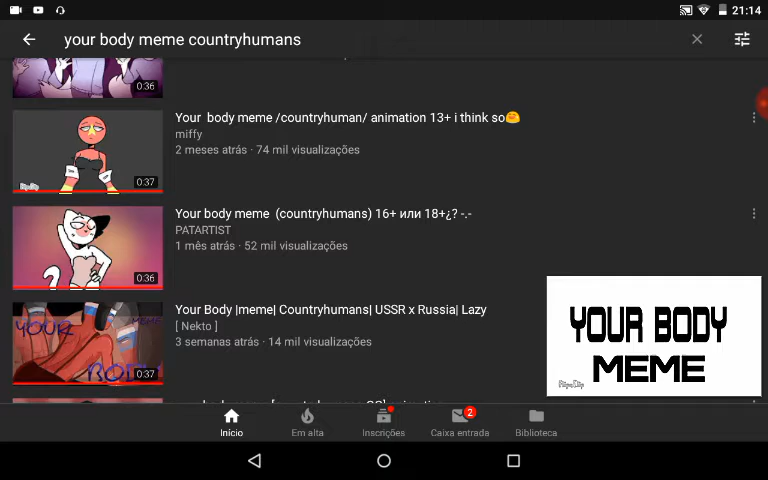 21:14
your body meme countryhumans
0:36
Your body meme /countryhuman/ animation 13+ i think so🥴
miffy
2 meses atrás · 74 mil visualizações
0:37
Your body meme (countryhumans) 16+ или 18+¿? -.-
PATARTIST
1 mês atrás · 52 mil visualizações
0:36
Your Body |meme| Countryhumans| USSR x Russia| Lazy
[ Nekto ]
3 semanas atrás · 14 mil visualizações
YOUR
BODY
0:37
YOUR BODY
MEME
FlipaClip
Início
Em alta
Inscrições
2
Caixa entrada
Biblioteca